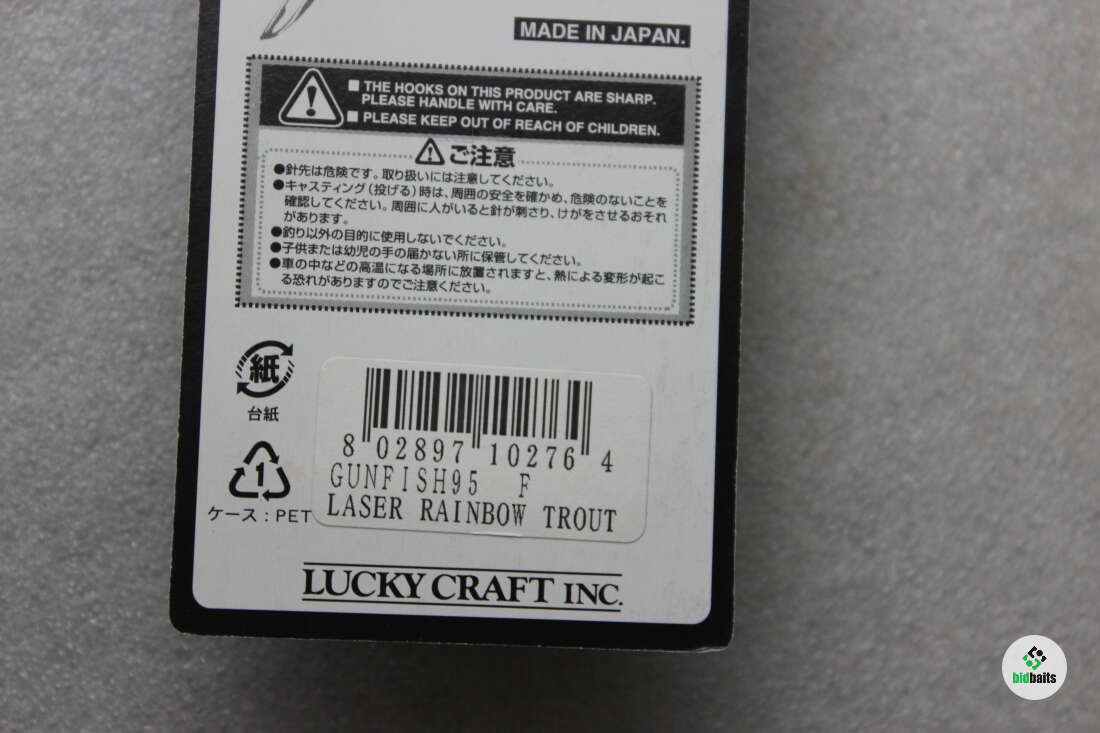 MADE IN JAPAN.
■ THE HOOKS ON THIS PRODUCT ARE SHARP.
PLEASE HANDLE WITH CARE.
■ PLEASE KEEP OUT OF REACH OF CHILDREN.
ご注意
●針先は危険です。取り扱いには注意してください。
●キャスティング(投げる)時は、周囲の安全を確かめ、危険のないことを
確認してください。周囲に人がいると針が刺さり、けがをさせるおそれ
があります。
●釣り以外の目的に使用しないでください。
●子供または幼児の手の届かない所に保管してください。
●車の中などの高温になる場所に放置されますと、熱による変形が起こ
る恐れがありますのでご注意ください。
紙
台紙
1
ケース:PET
8 02897 10276 4
GUNFISH95 F
LASER RAINBOW TROUT
LUCKY CRAFT INC.
bidbaits